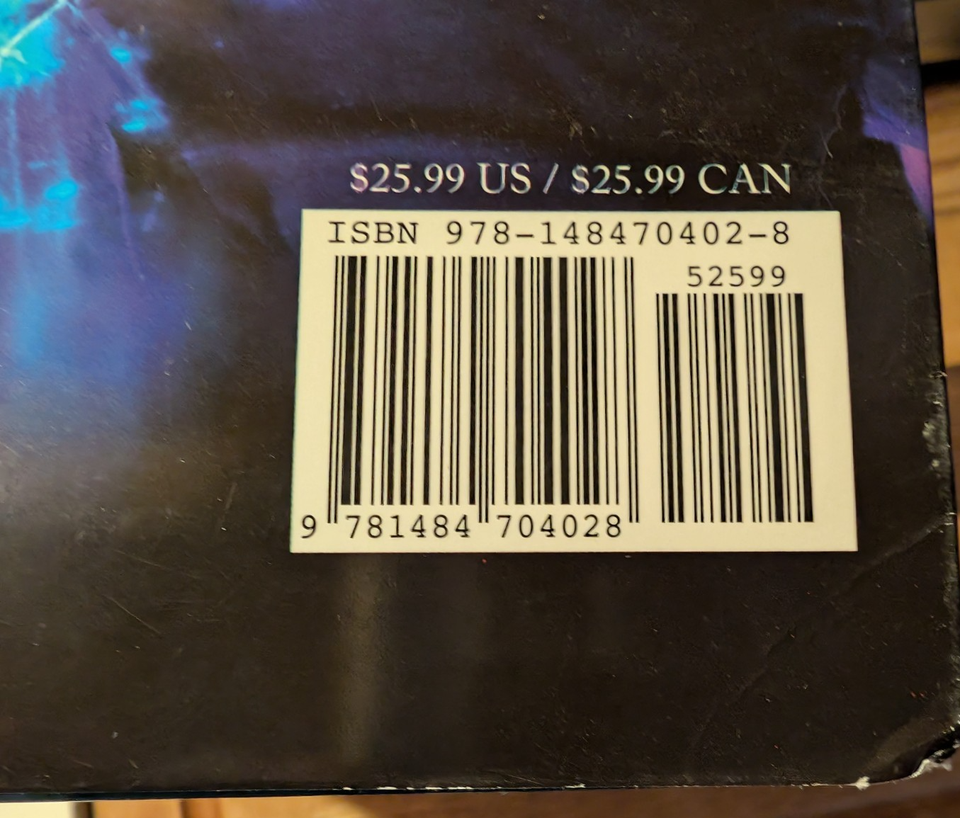 $25.99 US / $25.99 CAN
ISBN 978-148470402-8
52599
9 781484 704028